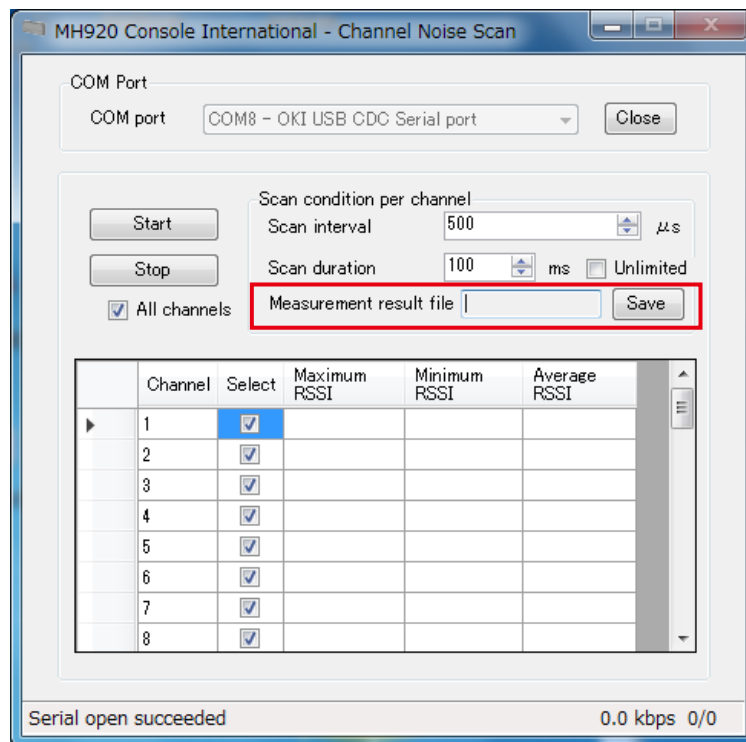 MH920 Console International - Channel Noise Scan
COM Port
COM port COM8 - OKI USB CDC Serial port Close
Scan condition per channel
Start Scan interval 500 μs
Stop Scan duration 100 ms Unlimited
All channels Measurement result file Save
Channel Select Maximum RSSI Minimum RSSI Average RSSI
1
2
3
4
5
6
7
8
Serial open succeeded 0.0 kbps 0/0